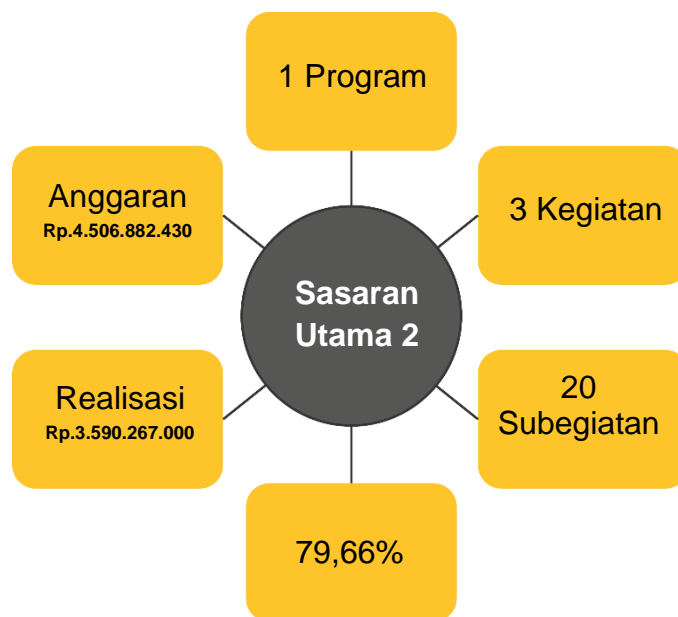 1 Program
Anggaran
Rp.4.506.882.430
3 Kegiatan
Sasaran
Utama 2
Realisasi
Rp.3.590.267.000
20
Subegiatan
79,66%